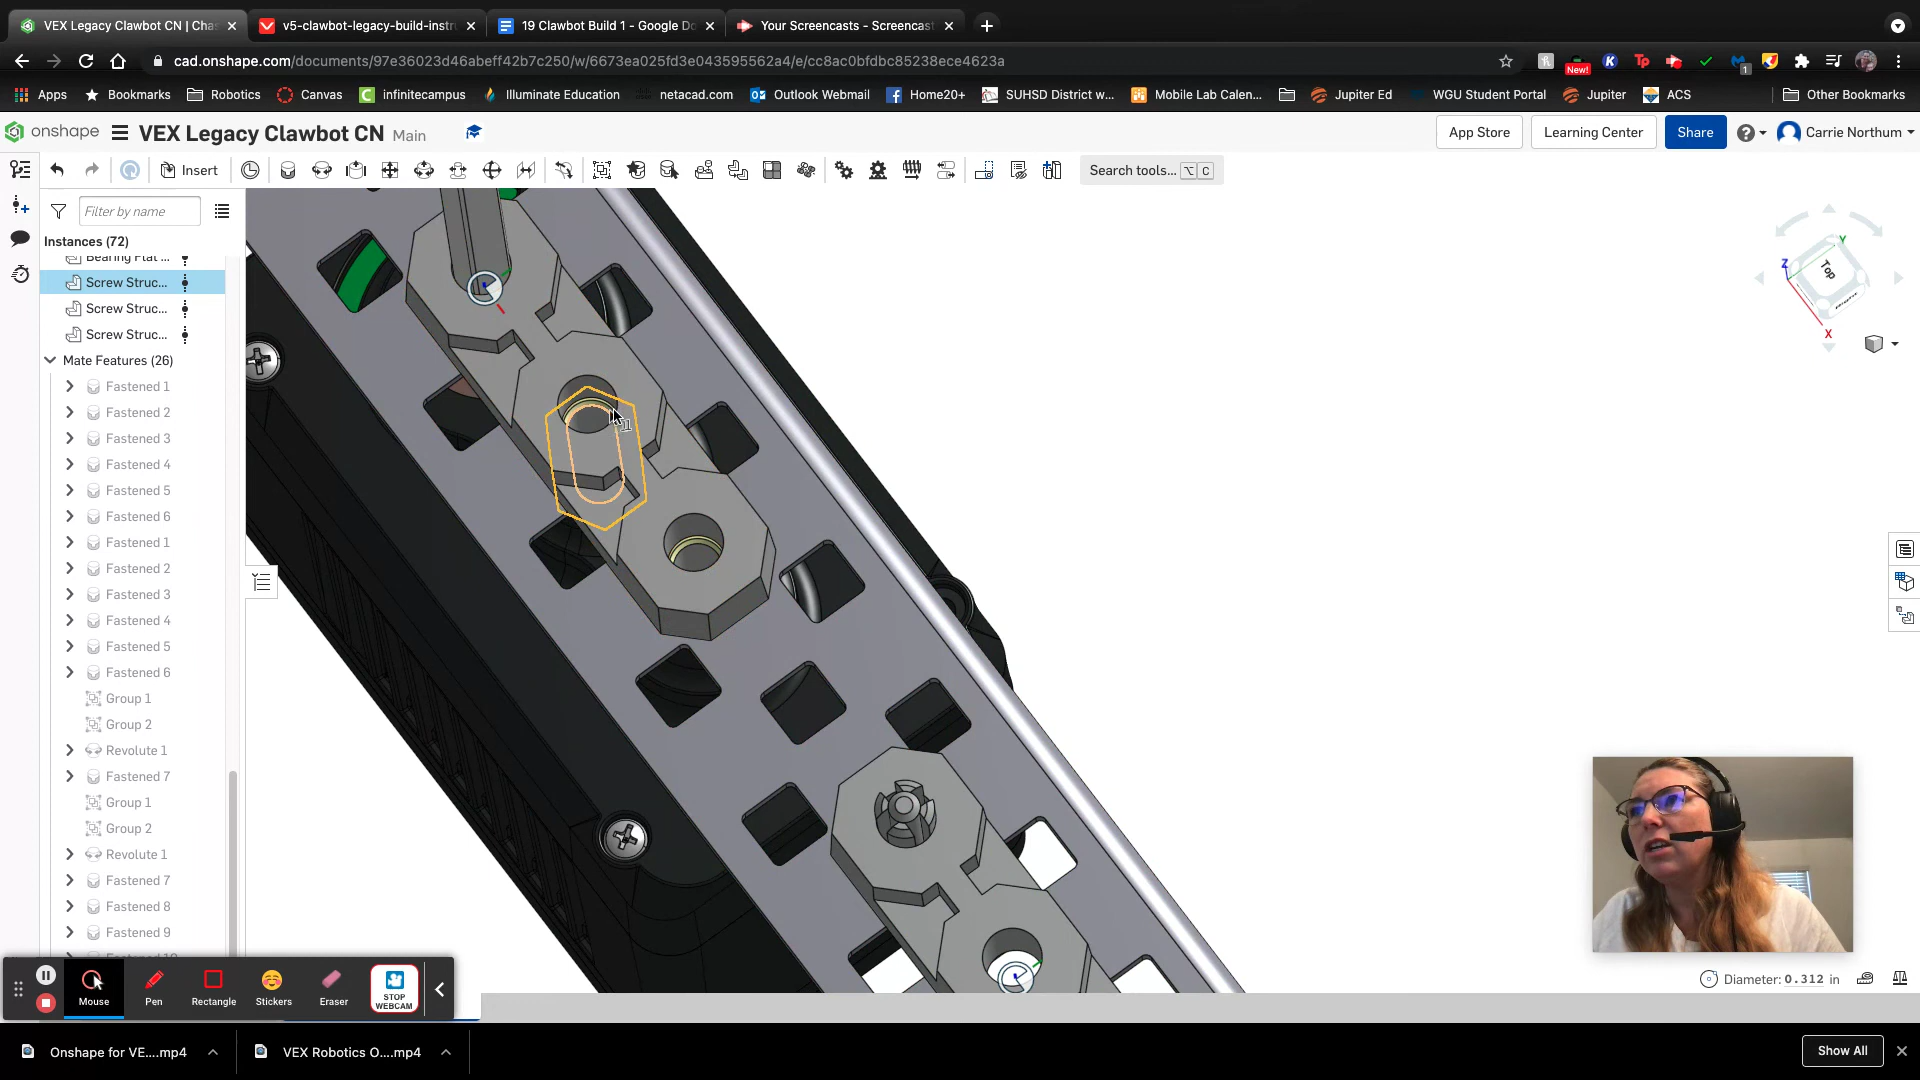 VEX Legacy Clawbot CN | Cha
v5-clawbot-legacy-build-instru
19 Clawbot Build 1 - Google Do
Your Screencasts - Screencast
cad.onshape.com/documents/97e36023d46abeff42b7c250/w/6673ea025fd3e043595562a4/e/cc8ac0bfdbc85238ece4623a
New!
1
Apps
Bookmarks
Robotics
Canvas
infinitecampus
Illuminate Education
netacad.com
Outlook Webmail
Home20+
SUHSD District w...
Mobile Lab Calen...
Jupiter Ed
WGU Student Portal
Jupiter
ACS
Other Bookmarks
onshape
VEX Legacy Clawbot CN
Main
App Store
Learning Center
Share
Carrie Northum
Insert
Search tools...
⌥ C
Filter by name
Instances (72)
Bearing Flat ...
Screw Struc...
Screw Struc...
Screw Struc...
Mate Features (26)
Fastened 1
Fastened 2
Fastened 3
Fastened 4
Fastened 5
Fastened 6
Fastened 1
Fastened 2
Fastened 3
Fastened 4
Fastened 5
Fastened 6
Group 1
Group 2
Revolute 1
Fastened 7
Group 1
Group 2
Revolute 1
Fastened 7
Fastened 8
Fastened 9
Y
Z
Top
X
Diameter: 0.312 in
Mouse
Pen
Rectangle
Stickers
Eraser
STOP
WEBCAM
Onshape for VE....mp4
VEX Robotics O....mp4
Show All